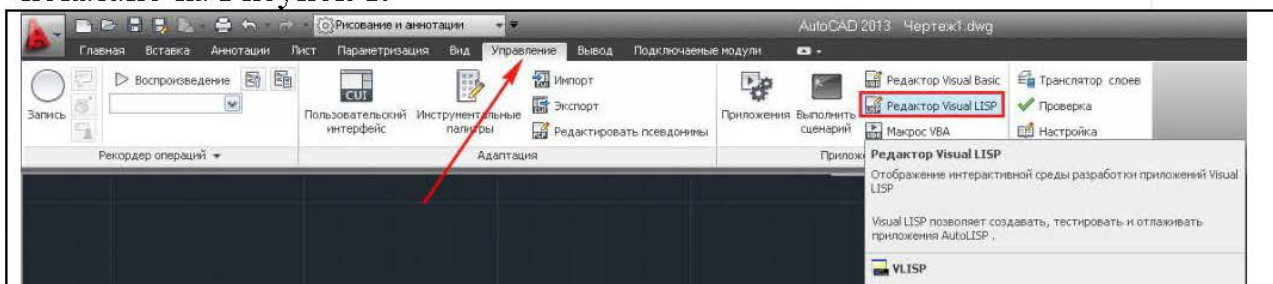 Рисование и аннотации
AutoCAD 2013 Чертеж1.dwg
Главная Вставка Аннотации Лист Параметризация Вид Управление Вывод Подключаемые модули
Запись
Воспроизведение
CUI
Пользовательский интерфейс
Инструментальные палитры
Импорт
Экспорт
Редактировать псевдонимы
Приложения
Выполнить сценарий
Редактор Visual Basic
Редактор Visual LISP
Макрос VBA
Транслятор слоев
Проверка
Настройка
Рекордер операций
Адаптация
Прилож
Редактор Visual LISP
Отображение интерактивной среды разработки приложений Visual
LISP
Visual LISP позволяет создавать, тестировать и отлаживать
приложения AutoLISP .
VLISP